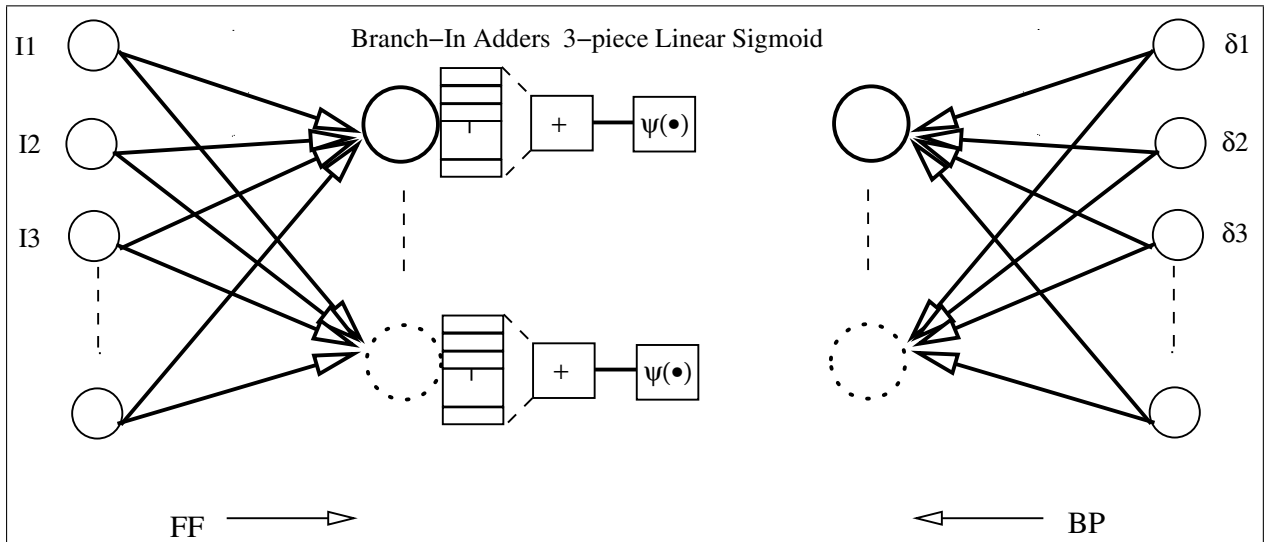 Branch−In Adders 3−piece Linear Sigmoid
I1
I2
I3
+
ψ(•)
+
ψ(•)
δ1
δ2
δ3
FF
BP